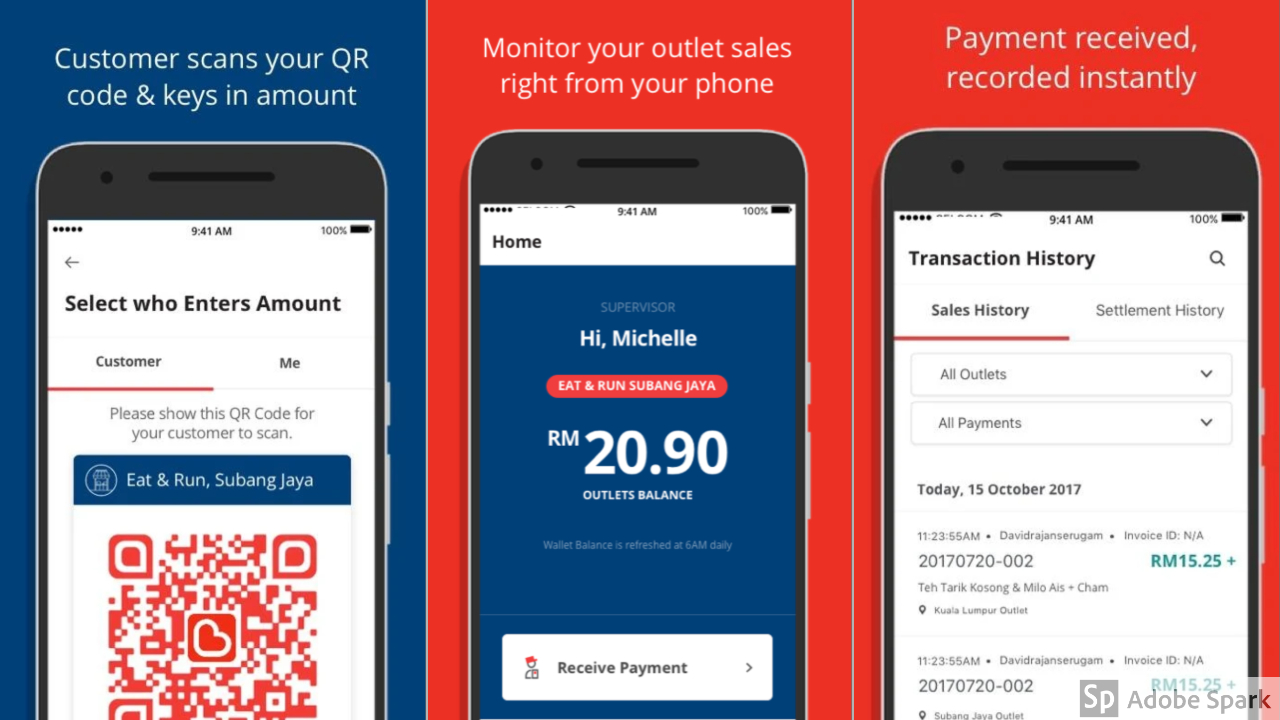 Customer scans your QR
code & keys in amount
9:41 AM
100%
Select who Enters Amount
Customer
Me
Please show this QR Code for
your customer to scan.
Eat & Run, Subang Jaya
Monitor your outlet sales
right from your phone
9:41 AM
100%
Home
SUPERVISOR
Hi, Michelle
EAT & RUN SUBANG JAYA
RM 20.90
OUTLETS BALANCE
Wallet Balance is refreshed at 6AM daily
Receive Payment
Payment received,
recorded instantly
9:41 AM
100%
Transaction History
Sales History
Settlement History
All Outlets
All Payments
Today, 15 October 2017
11:23:55AM • Davidrajanserugam • Invoice ID: N/A
20170720-002 RM15.25 +
Teh Tarik Kosong & Milo Ais + Cham
Kuala Lumpur Outlet
11:23:55AM • Davidrajanserugam • Invoice ID: N/A
20170720-002 RM15.25 +
Subang Jaya Outlet
Sp Adobe Spark